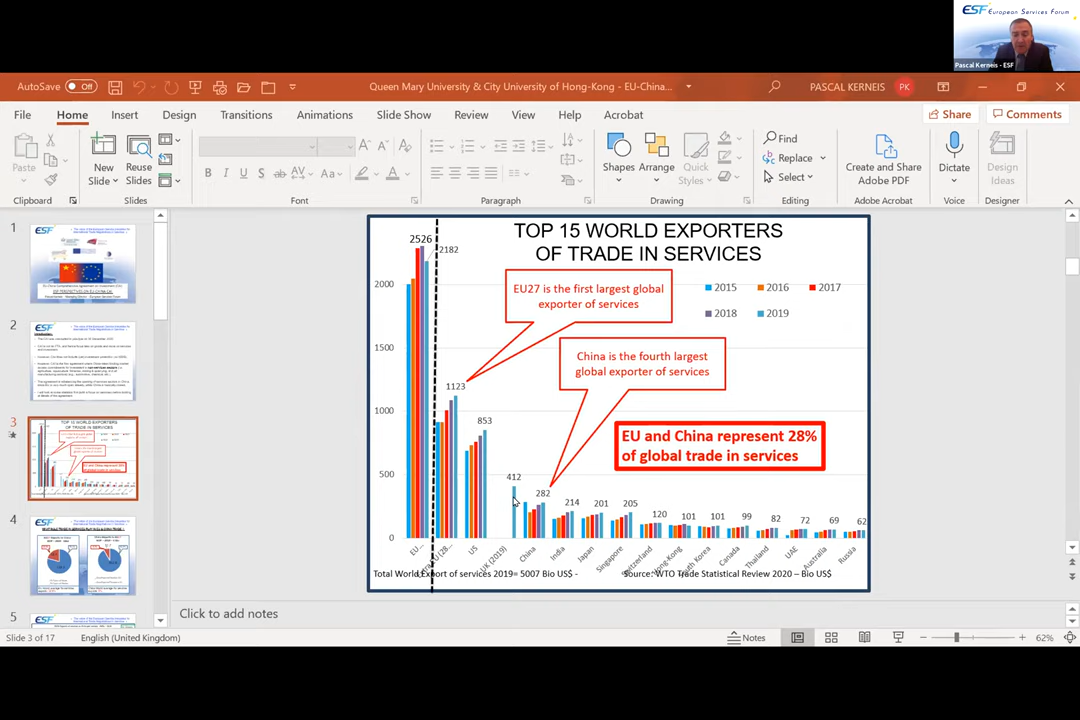 ESF European Services Forum
Pascal Kerneis - ESF
AutoSave Off
Queen Mary University & City University of Hong-Kong - EU-China...
PASCAL KERNEIS PK
File Home Insert Design Transitions Animations Slide Show Review View Help Acrobat
Share Comments
Paste
Clipboard
New
Slide
Reuse
Slides
Slides
Font
Paragraph
Shapes
Arrange
Quick
Styles
Drawing
Find
Replace
Select
Editing
Create and Share
Adobe PDF
Adobe Acrobat
Dictate
Voice
Design
Ideas
Designer
1
2
3
4
5
TOP 15 WORLD EXPORTERS
OF TRADE IN SERVICES
2015 2016 2017
2018 2019
EU27 is the first largest global
exporter of services
China is the fourth largest
global exporter of services
EU and China represent 28%
of global trade in services
2000
1500
1000
500
0
2526
2182
1123
853
412
282
214
201
205
120
101
101
99
82
72
69
62
EU...
US
UK (2019)
China
India
Japan
Singapore
Switzerland
Hong-Kong
South Korea
Canada
Thailand
UAE
Australia
Russia
Total World Export of services 2019= 5007 Bio US$ -
Source: WTO Trade Statistical Review 2020 – Bio US$
Click to add notes
Slide 3 of 17
English (United Kingdom)
Notes
62%